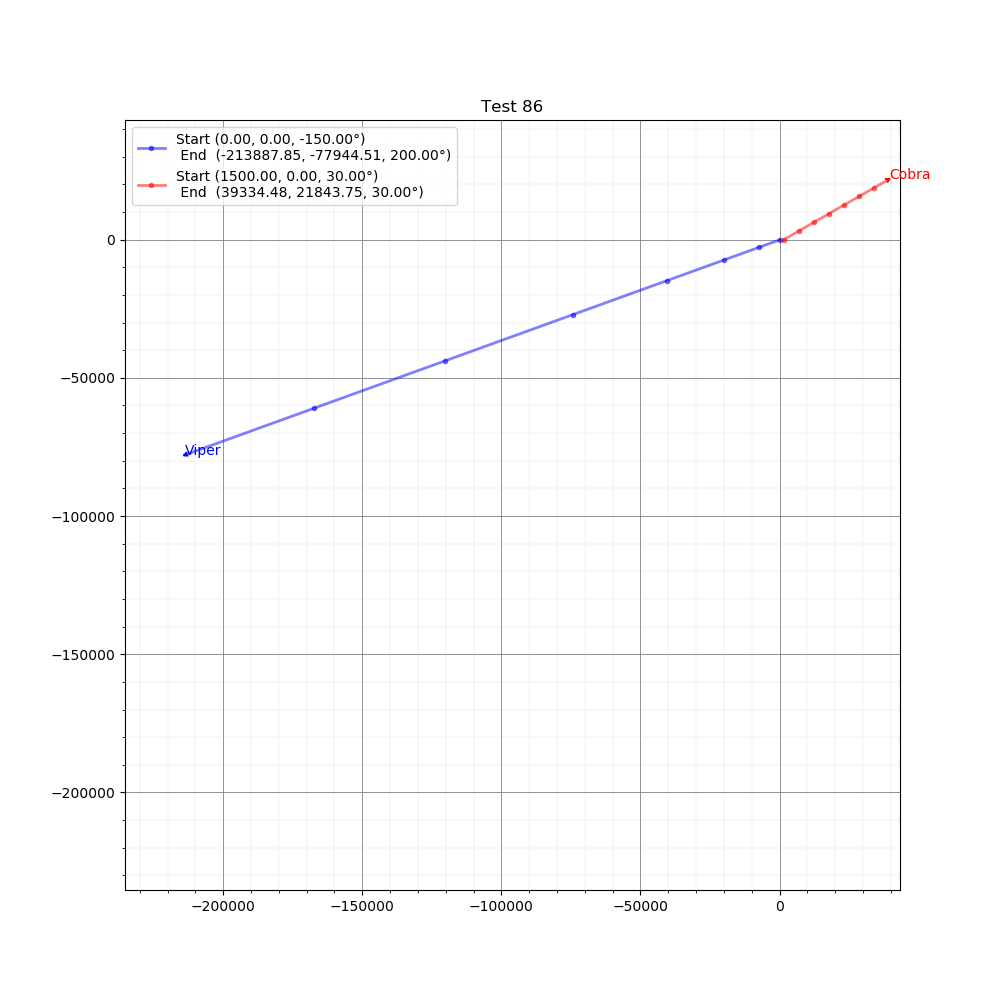 Test 86
Start (0.00, 0.00, -150.00°)
End  (-213887.85, -77944.51, 200.00°)
Start (1500.00, 0.00, 30.00°)
End  (39334.48, 21843.75, 30.00°)
Cobra
Viper
0
−50000
−100000
−150000
−200000
−200000
−150000
−100000
−50000
0